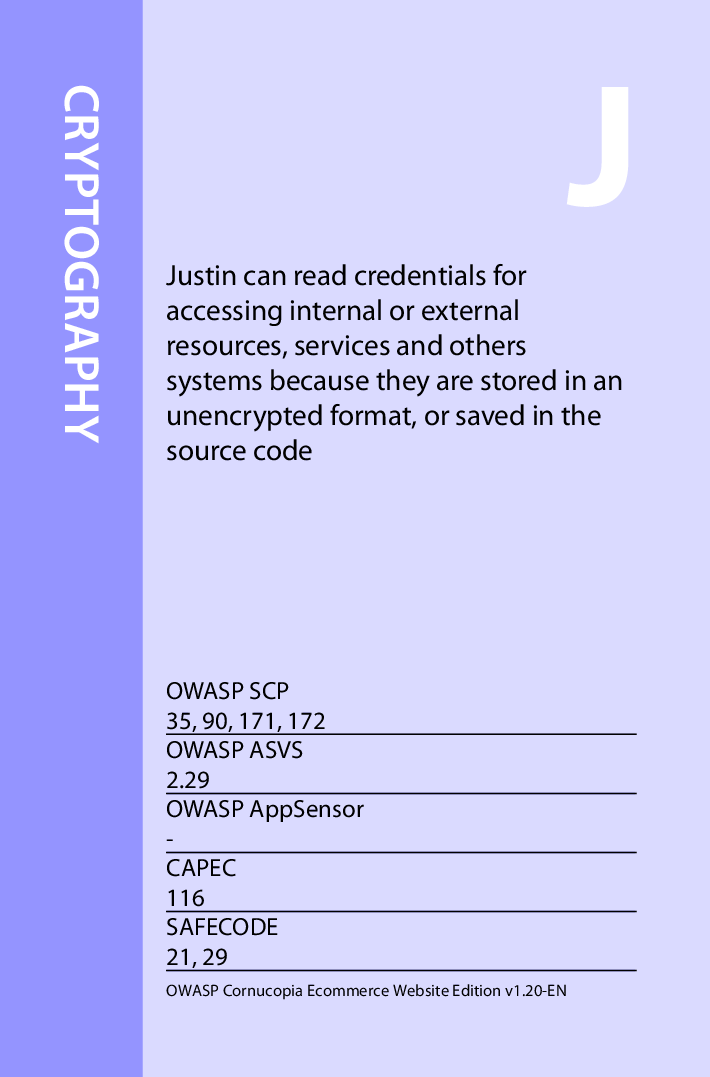 CRYPTOGRAPHY
J
Justin can read credentials for
accessing internal or external
resources, services and others
systems because they are stored in an
unencrypted format, or saved in the
source code
OWASP SCP
35, 90, 171, 172
OWASP ASVS
2.29
OWASP AppSensor
-
CAPEC
116
SAFECODE
21, 29
OWASP Cornucopia Ecommerce Website Edition v1.20-EN